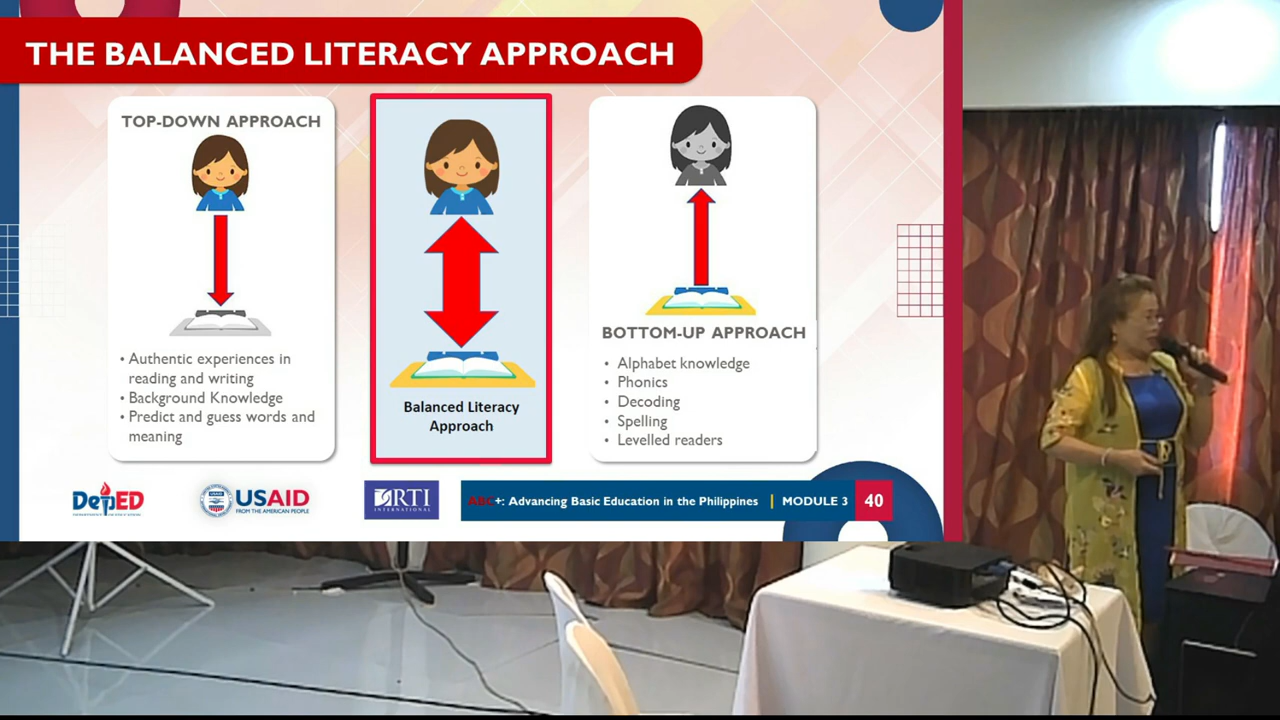 THE BALANCED LITERACY APPROACH
TOP-DOWN APPROACH
• Authentic experiences in
reading and writing
• Background Knowledge
• Predict and guess words and
meaning
Balanced Literacy
Approach
BOTTOM-UP APPROACH
• Alphabet knowledge
• Phonics
• Decoding
• Spelling
• Levelled readers
DepED
USAID
FROM THE AMERICAN PEOPLE
RTI
INTERNATIONAL
ABC+: Advancing Basic Education in the Philippines | MODULE 3 40